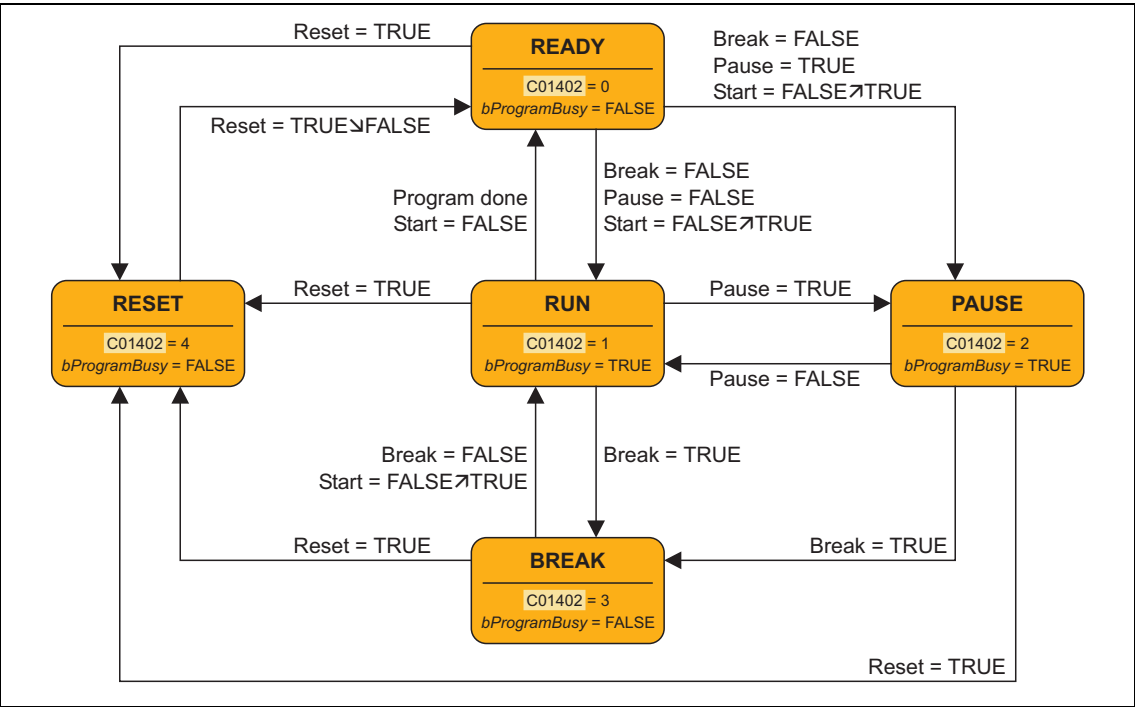 Reset = TRUE
READY
C01402 = 0
bProgramBusy = FALSE
Break = FALSE
Pause = TRUE
Start = FALSE↗TRUE
Reset = TRUE↘FALSE
Program done
Start = FALSE
Break = FALSE
Pause = FALSE
Start = FALSE↗TRUE
RESET
C01402 = 4
bProgramBusy = FALSE
Reset = TRUE
RUN
C01402 = 1
bProgramBusy = TRUE
Pause = TRUE
Pause = FALSE
PAUSE
C01402 = 2
bProgramBusy = TRUE
Break = FALSE
Start = FALSE↗TRUE
Break = TRUE
Reset = TRUE
BREAK
C01402 = 3
bProgramBusy = FALSE
Break = TRUE
Reset = TRUE